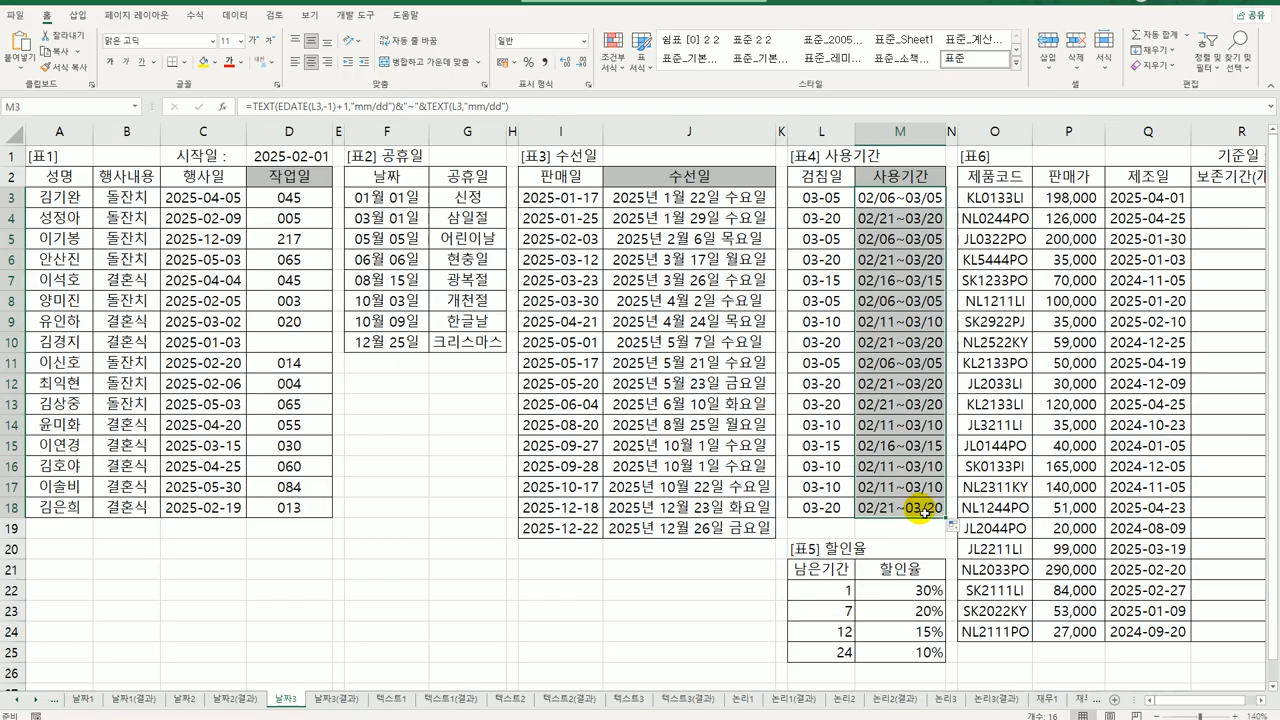 파일 홈 삽입 페이지 레이아웃 수식 데이터 검토 보기 개발 도구 도움말 공유
붙여넣기 잘라내기 복사 서식 복사 맑은 고딕 11 자동 줄 바꿈 병합하고 가운데 맞춤 일반 조건부 서식 표 서식 쉼표 [0] 2 2 표준 2 2 표준_2005... 표준_Sheet1 표준_계산... 삽입 삭제 서식 자동 합계 채우기 지우기 정렬 및 필터 찾기 및 선택
표준_기본... 표준_기본... 표준_레미... 표준_소책... 표준
클립보드 글꼴 맞춤 표시 형식 스타일 셀 편집
M3 =TEXT(EDATE(L3,-1)+1,"mm/dd")&"~"&TEXT(L3,"mm/dd")
A B C D E F G H I J K L M N O P Q R
1 [표1] 시작일 : 2025-02-01 [표2] 공휴일 [표3] 수선일 [표4] 사용기간 [표6] 기준일 :
2 성명 행사내용 행사일 작업일 날짜 공휴일 판매일 수선일 검침일 사용기간 제품코드 판매가 제조일 보존기간(개
3 김기완 돌잔치 2025-04-05 045 01월 01일 신정 2025-01-17 2025년 1월 22일 수요일 03-05 02/06~03/05 KL0133LI 198,000 2025-04-01
4 성정아 돌잔치 2025-02-09 005 03월 01일 삼일절 2025-01-25 2025년 1월 29일 수요일 03-20 02/21~03/20 NL0244PO 126,000 2025-04-25
5 이기봉 돌잔치 2025-12-09 217 05월 05일 어린이날 2025-02-03 2025년 2월 6일 목요일 03-05 02/06~03/05 JL0322PO 200,000 2025-01-30
6 안산진 돌잔치 2025-05-03 065 06월 06일 현충일 2025-03-12 2025년 3월 17일 월요일 03-20 02/21~03/20 KL5444PO 35,000 2025-01-03
7 이석호 결혼식 2025-04-04 045 08월 15일 광복절 2025-03-23 2025년 3월 26일 수요일 03-15 02/16~03/15 SK1233PO 70,000 2024-11-05
8 양미진 돌잔치 2025-02-05 003 10월 03일 개천절 2025-03-30 2025년 4월 2일 수요일 03-05 02/06~03/05 NL1211LI 100,000 2025-01-20
9 유인하 결혼식 2025-03-02 020 10월 09일 한글날 2025-04-21 2025년 4월 24일 목요일 03-10 02/11~03/10 SK2922PJ 35,000 2025-02-10
10 김경지 결혼식 2025-01-03 12월 25일 크리스마스 2025-05-01 2025년 5월 7일 수요일 03-20 02/21~03/20 NL2522KY 59,000 2024-12-25
11 이신호 결혼식 2025-02-20 014 2025-05-17 2025년 5월 21일 수요일 03-05 02/06~03/05 KL2133PO 50,000 2025-04-01
12 최익현 돌잔치 2025-02-06 004 2025-05-20 2025년 5월 23일 금요일 03-20 02/21~03/20 JL2033LI 30,000 2024-12-09
13 김상중 돌잔치 2025-05-03 065 2025-06-04 2025년 6월 10일 화요일 03-20 02/21~03/20 KL2133LI 120,000 2025-04-25
14 윤미화 결혼식 2025-04-20 055 2025-08-20 2025년 8월 25일 월요일 03-10 02/11~03/10 JL3211LI 35,000 2024-10-23
15 이연경 결혼식 2025-03-15 030 2025-09-27 2025년 10월 1일 수요일 03-15 02/16~03/15 JL0144PO 40,000 2024-01-05
16 김호야 결혼식 2025-04-25 060 2025-09-28 2025년 10월 1일 수요일 03-10 02/11~03/10 SK0133PI 165,000 2024-12-05
17 이솔비 결혼식 2025-05-30 084 2025-10-17 2025년 10월 22일 수요일 03-10 02/11~03/10 NL2311KY 140,000 2024-11-05
18 김은희 결혼식 2025-02-19 013 2025-12-18 2025년 12월 23일 화요일 03-20 02/21~03/20 NL1244PO 51,000 2024-04-23
19 2025-12-22 2025년 12월 26일 금요일 JL2044PO 20,000 2024-08-09
20 [표5] 할인율 JL2211LI 99,000 2025-03-19
21 남은기간 할인율 NL2033PO 290,000 2025-02-20
22 1 30% SK2111LI 84,000 2025-02-27
23 7 20% SK2022KY 53,000 2025-01-09
24 12 15% NL2111PO 27,000 2024-09-20
25 24 10%
26
... 날짜1 날짜1(결과) 날짜2 날짜2(결과) 날짜3 날짜3(결과) 텍스트1 텍스트1(결과) 텍스트2 텍스트2(결과) 텍스트3 텍스트3(결과) 논리1 논리1(결과) 논리2 논리2(결과) 논리3 논리3(결과) 재무1 ...
준비 개수: 16 140%